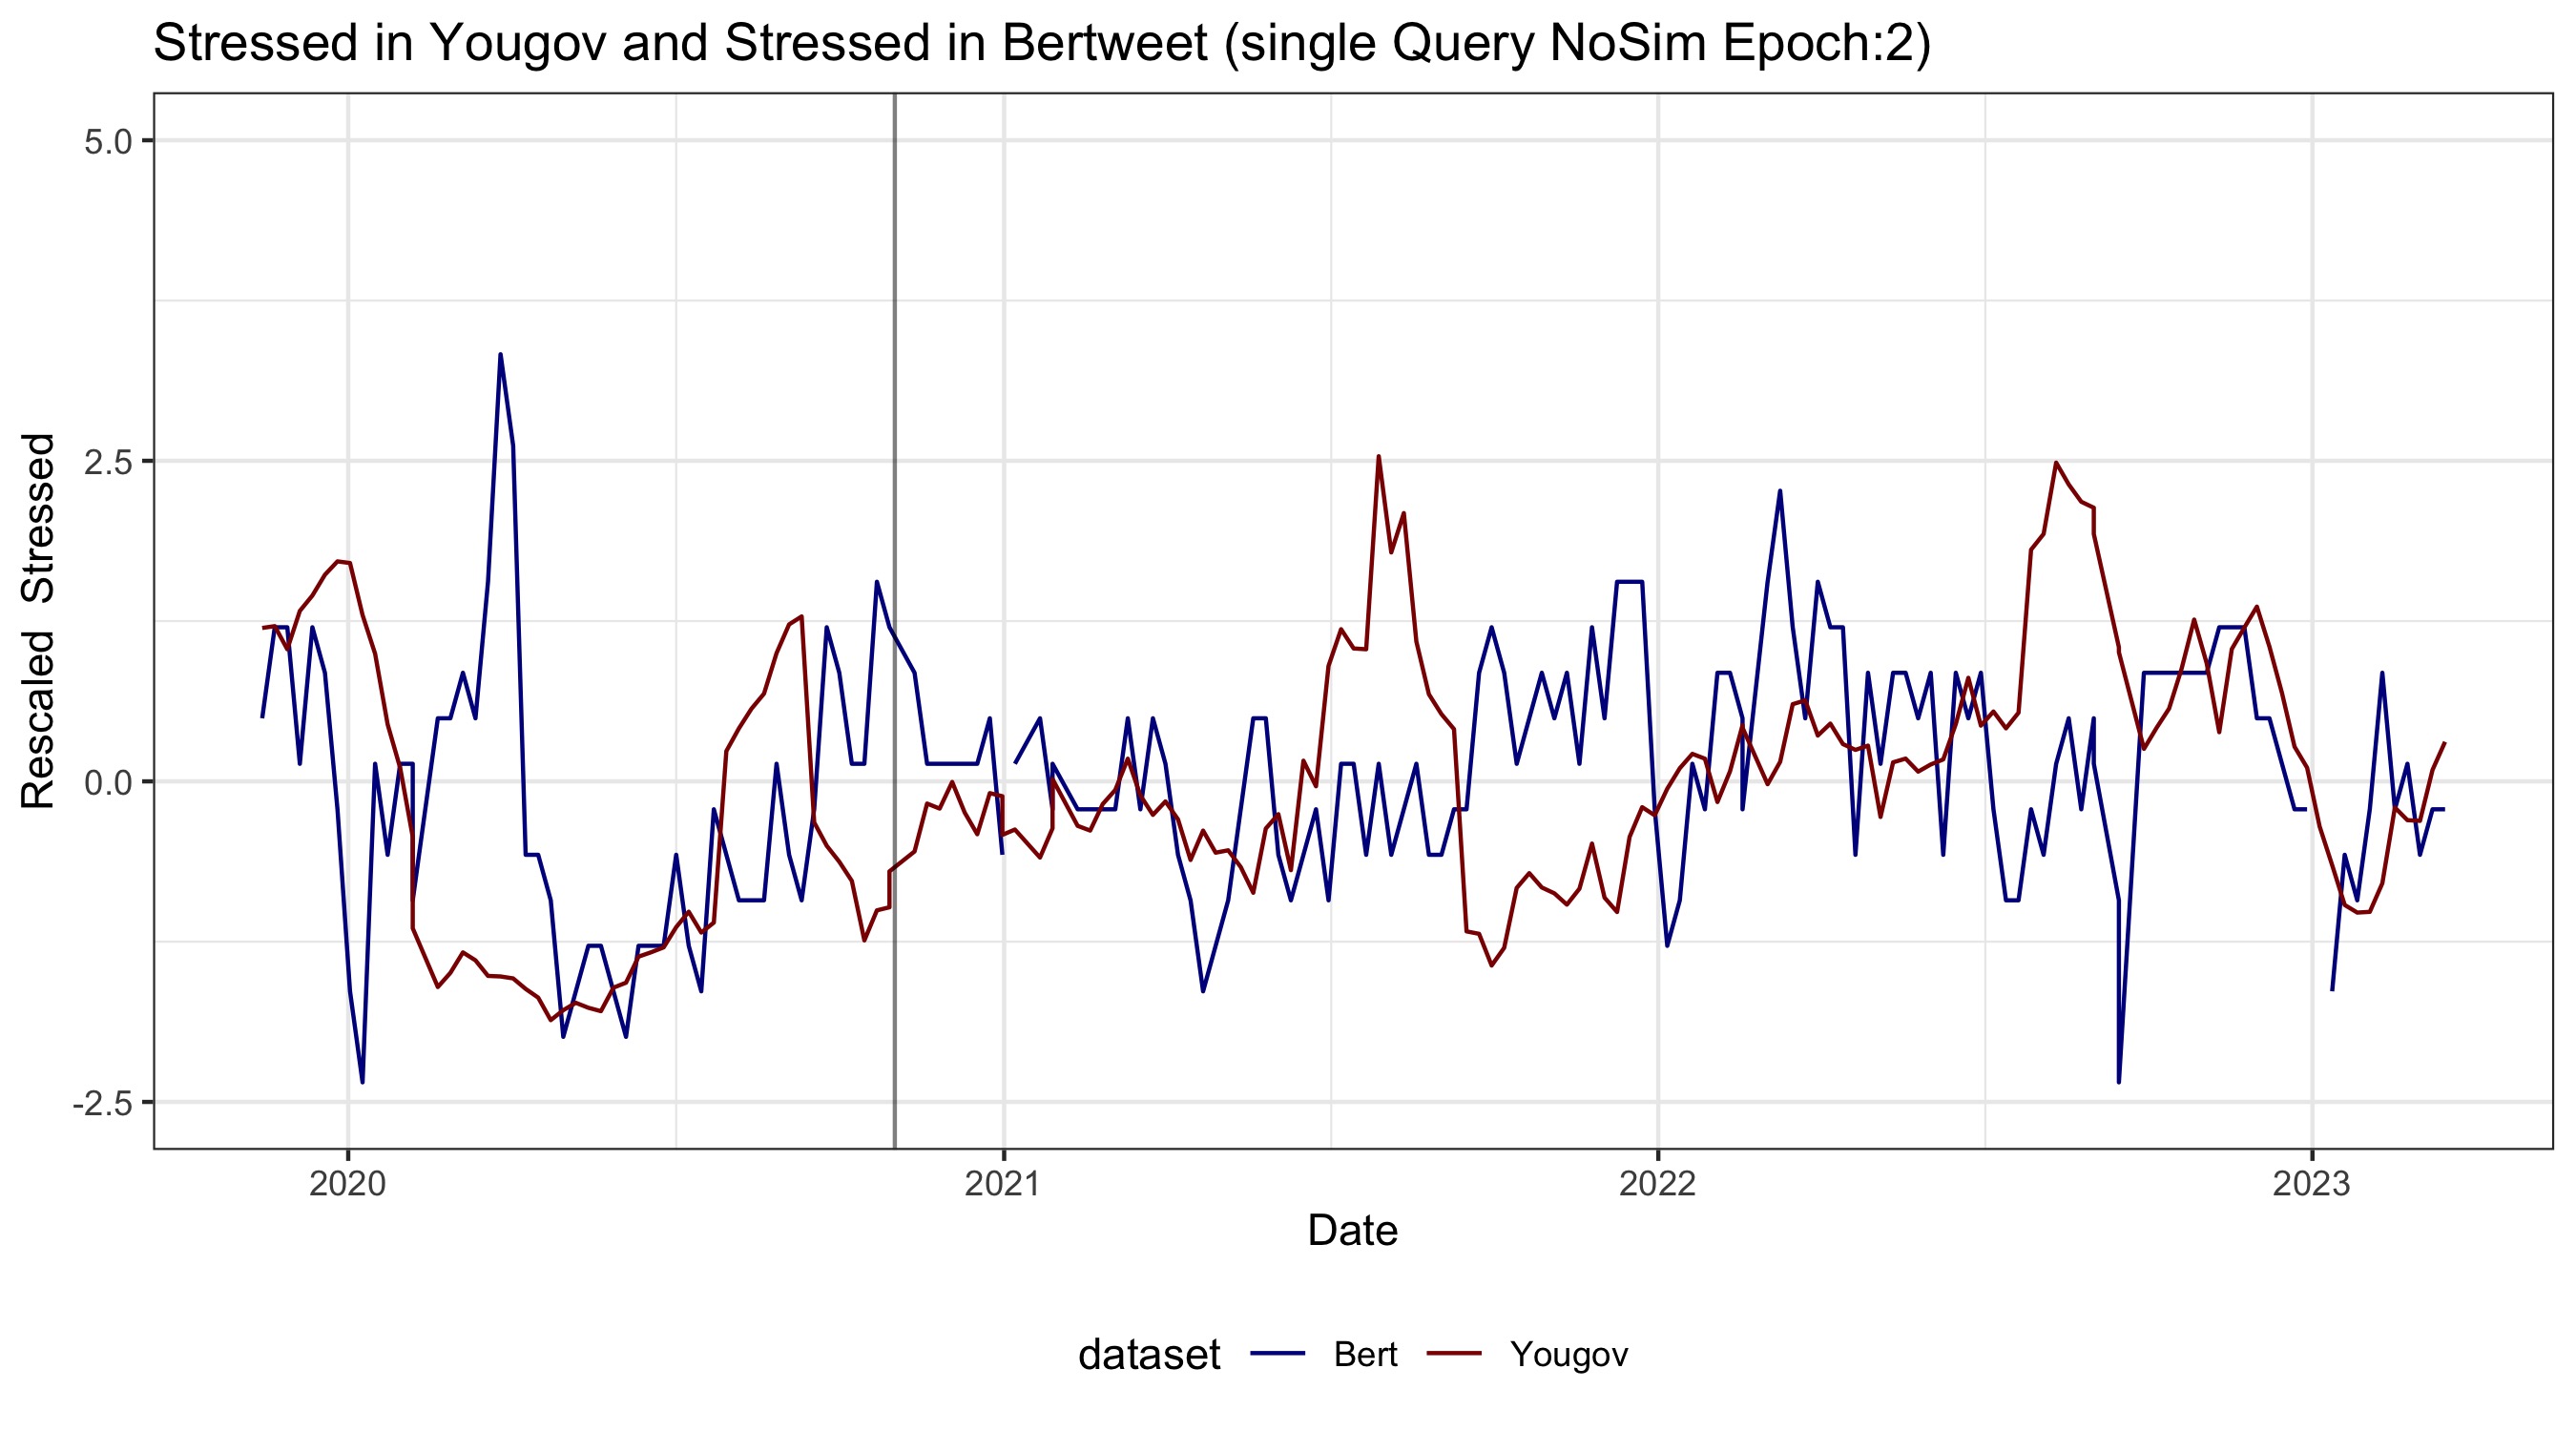 Stressed in Yougov and Stressed in Bertweet (single Query NoSim Epoch:2)
Rescaled Stressed
5.0
2.5
0.0
-2.5
2020
2021
2022
2023
Date
dataset
Bert
Yougov